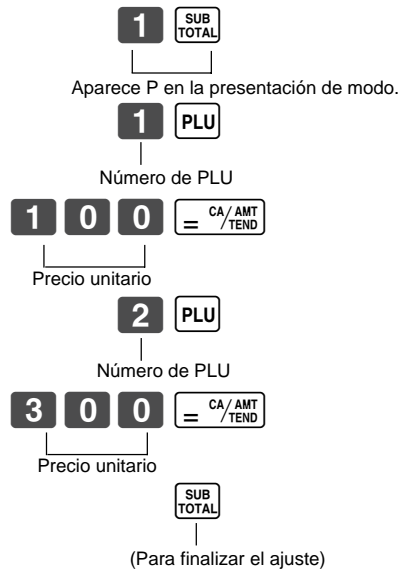 1 SUB TOTAL
Aparece P en la presentación de modo.
1 PLU
Número de PLU
1 0 0 = CA/AMT TEND
Precio unitario
2 PLU
Número de PLU
3 0 0 = CA/AMT TEND
Precio unitario
SUB TOTAL
(Para finalizar el ajuste)